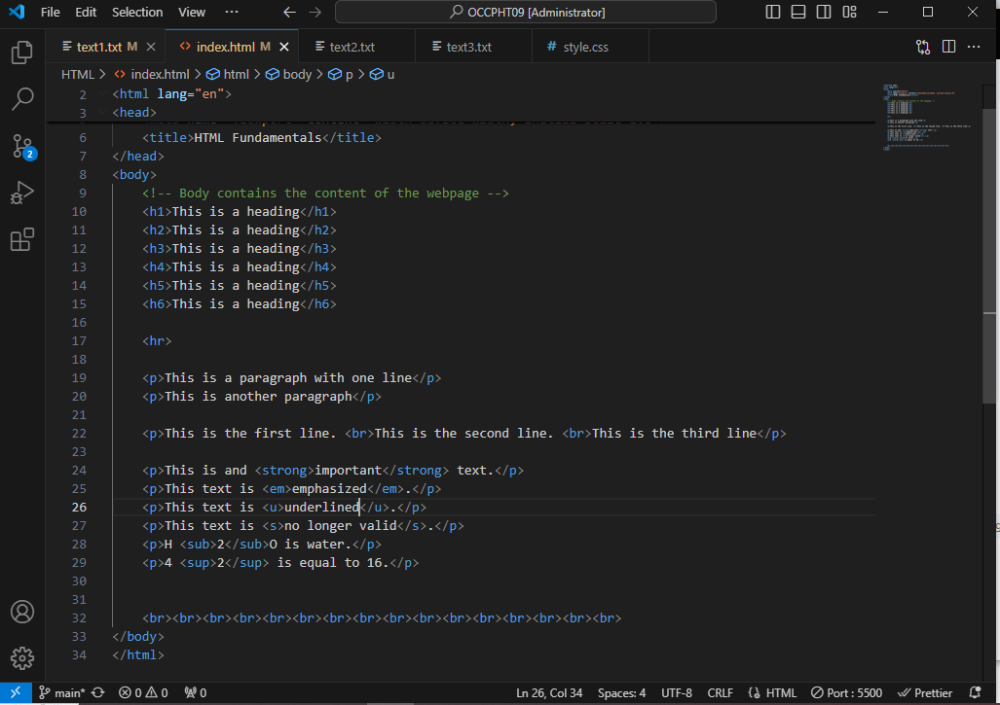 File Edit Selection View ··· OCCPHT09 [Administrator]
text1.txt M index.html M text2.txt text3.txt style.css
HTML > index.html > html > body > p > u
2 <html lang="en">
3 <head>
6 <title>HTML Fundamentals</title>
7 </head>
8 <body>
9 <!-- Body contains the content of the webpage -->
10 <h1>This is a heading</h1>
11 <h2>This is a heading</h2>
12 <h3>This is a heading</h3>
13 <h4>This is a heading</h4>
14 <h5>This is a heading</h5>
15 <h6>This is a heading</h6>
16
17 <hr>
18
19 <p>This is a paragraph with one line</p>
20 <p>This is another paragraph</p>
21
22 <p>This is the first line. <br>This is the second line. <br>This is the third line</p>
23
24 <p>This is and <strong>important</strong> text.</p>
25 <p>This text is <em>emphasized</em>.</p>
26 <p>This text is <u>underlined</u>.</p>
27 <p>This text is <s>no longer valid</s>.</p>
28 <p>H <sub>2</sub>O is water.</p>
29 <p>4 <sup>2</sup> is equal to 16.</p>
30
31
32 <br><br><br><br><br><br><br><br><br><br><br><br><br><br><br><br>
33 </body>
34 </html>
2
main* 0 0 0 Ln 26, Col 34 Spaces: 4 UTF-8 CRLF HTML Port : 5500 Prettier